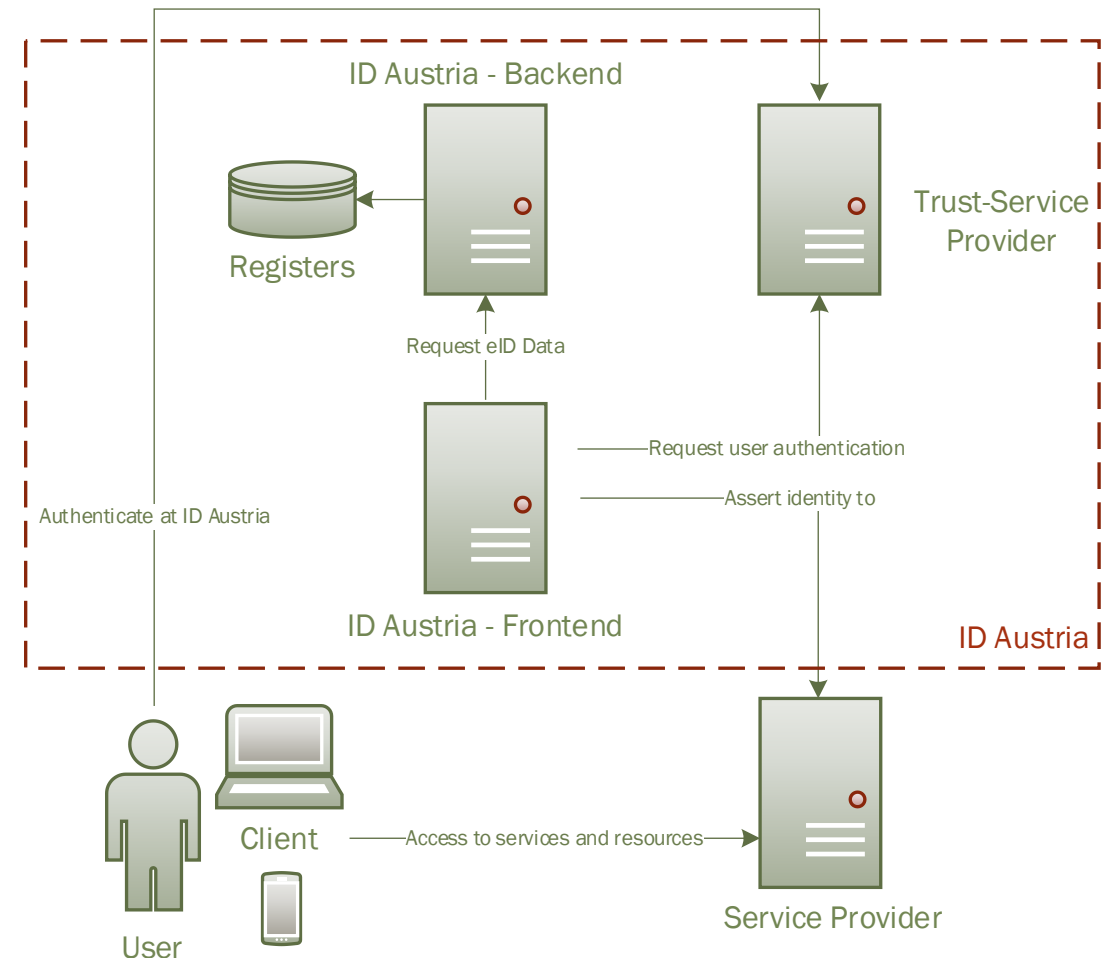 ID Austria - Backend
Trust-Service
Provider
Registers
Request eID Data
Request user authentication
Assert identity to
Authenticate at ID Austria
ID Austria - Frontend
ID Austria
Client
Access to services and resources
Service Provider
User